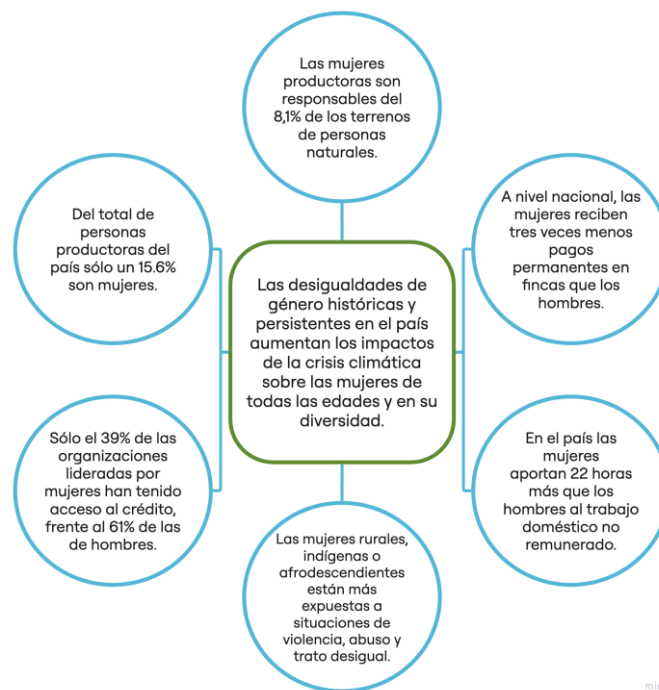 Las mujeres
productoras son
responsables del
8,1% de los terrenos
de personas
naturales.
Del total de
personas
productoras del
país sólo un 15.6%
son mujeres.
A nivel nacional, las
mujeres reciben
tres veces menos
pagos
permanentes en
fincas que los
hombres.
Las desigualdades de
género históricas y
persistentes en el país
aumentan los impactos
de la crisis climática
sobre las mujeres de
todas las edades y en su
diversidad.
Sólo el 39% de las
organizaciones
lideradas por
mujeres han tenido
acceso al crédito,
frente al 61% de las
de hombres.
En el país las
mujeres
aportan 22 horas
más que los
hombres al trabajo
doméstico no
remunerado.
Las mujeres rurales,
indígenas o
afrodescendientes
están más
expuestas a
situaciones de
violencia, abuso y
trato desigual.